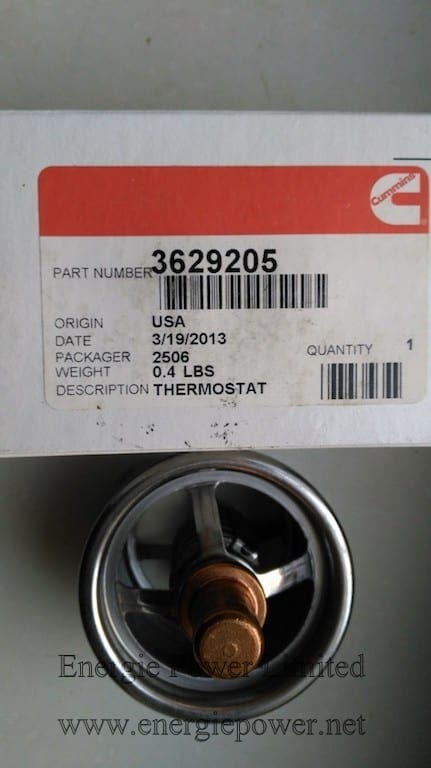 Cummins
PART NUMBER 3629205
ORIGIN USA
DATE 3/19/2013
PACKAGER 2506
WEIGHT 0.4 LBS
DESCRIPTION THERMOSTAT
QUANTITY 1
Energie Power Limited
www.energiepower.net